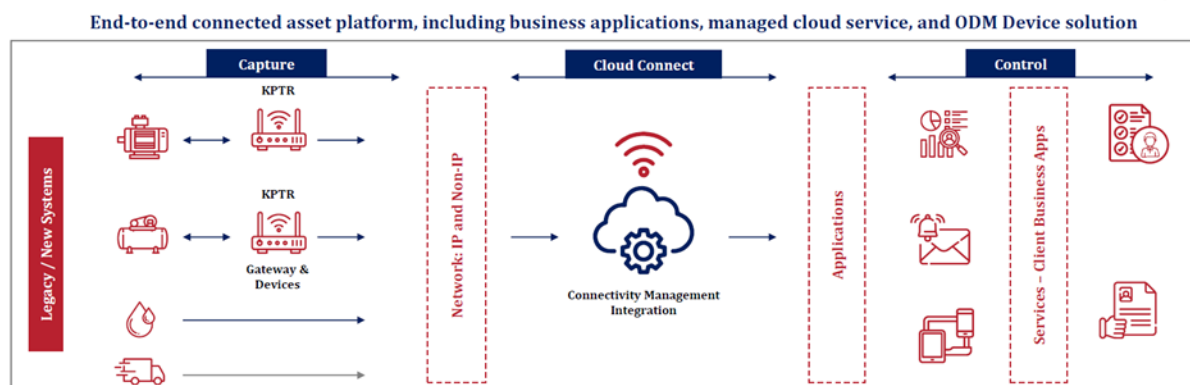 End-to-end connected asset platform, including business applications, managed cloud service, and ODM Device solution
Capture
Cloud Connect
Control
Legacy / New Systems
KPTR
KPTR
Gateway &
Devices
Network: IP and Non-IP
Connectivity Management
Integration
Applications
Services – Client Business Apps